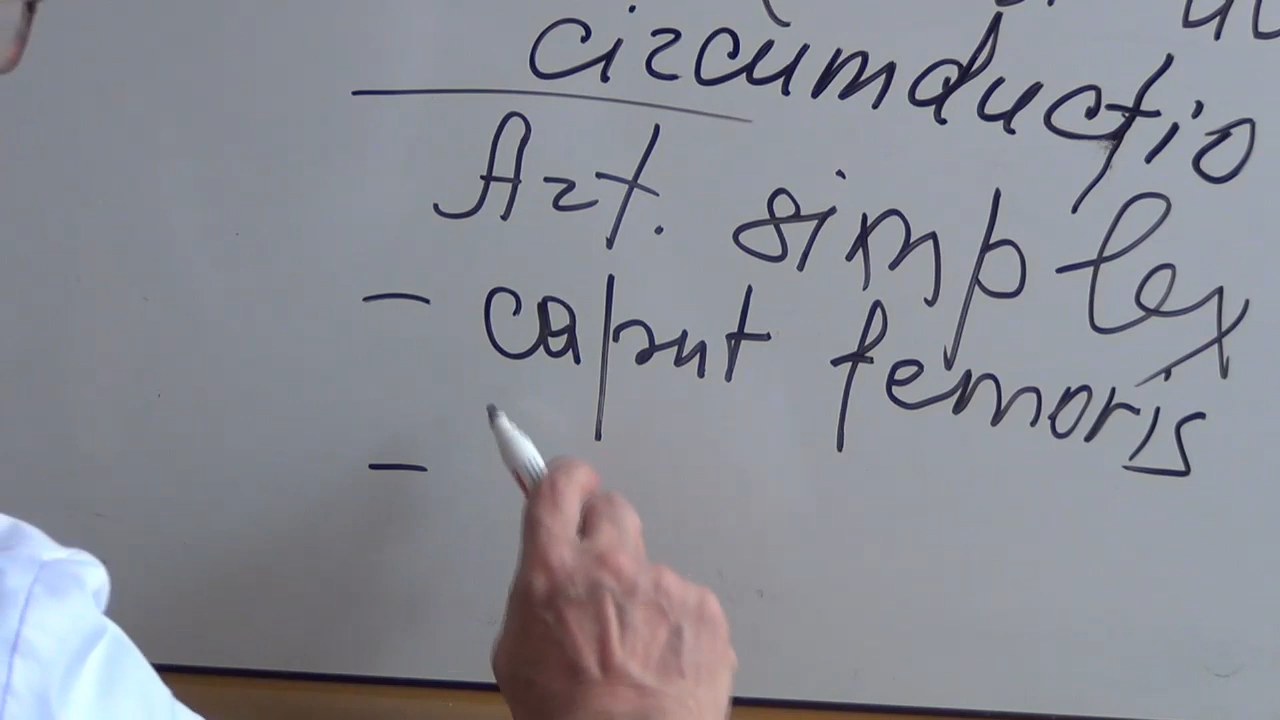 circumductio
Art. simplex
- caput femoris
-